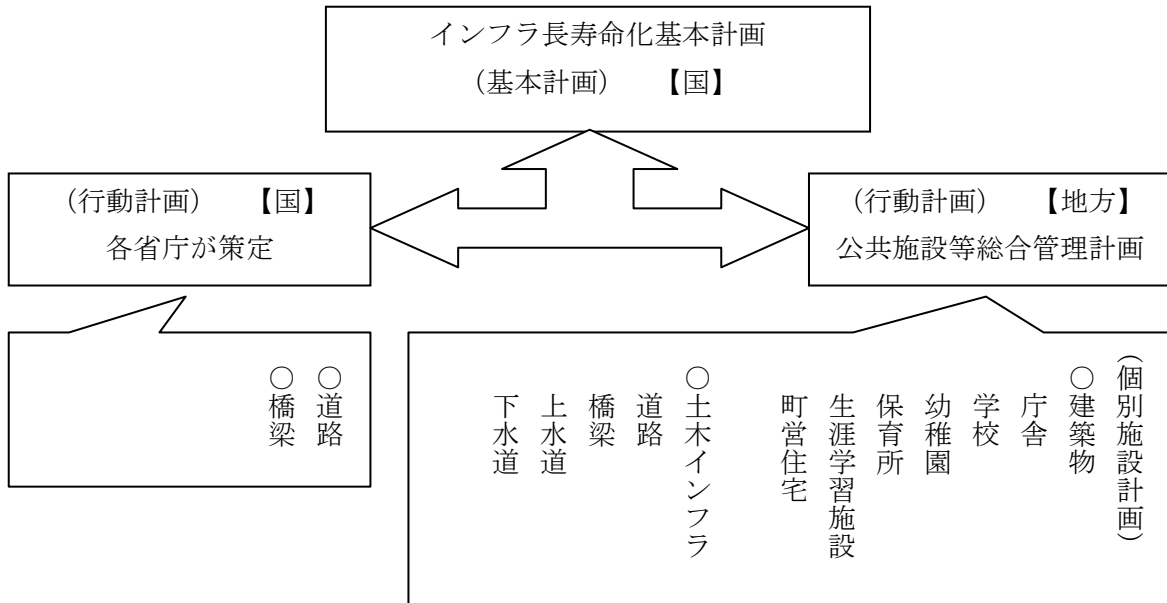 インフラ長寿命化基本計画
(基本計画) 【国】
(行動計画) 【国】
各省庁が策定
(行動計画) 【地方】
公共施設等総合管理計画
○道路
○橋梁
(個別施設計画)
○建築物
庁舎
学校
幼稚園
保育所
生涯学習施設
町営住宅
○土木インフラ
道路
橋梁
上水道
下水道